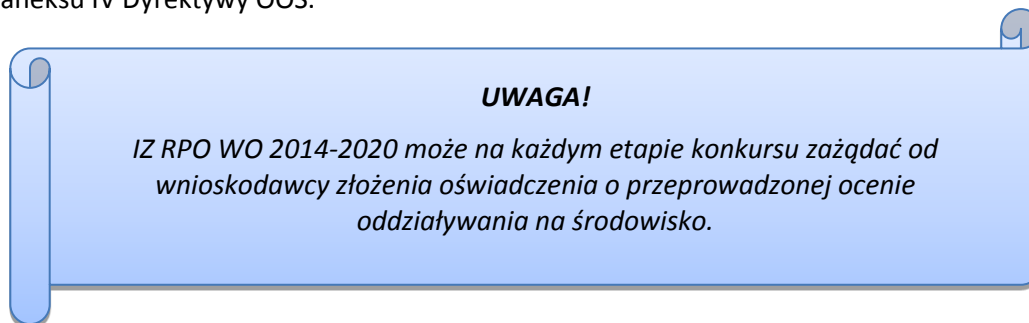 aneksu IV Dyrektywy OOŚ.
UWAGA!
IZ RPO WO 2014-2020 może na każdym etapie konkursu zażądać od
wnioskodawcy złożenia oświadczenia o przeprowadzonej ocenie
oddziaływania na środowisko.